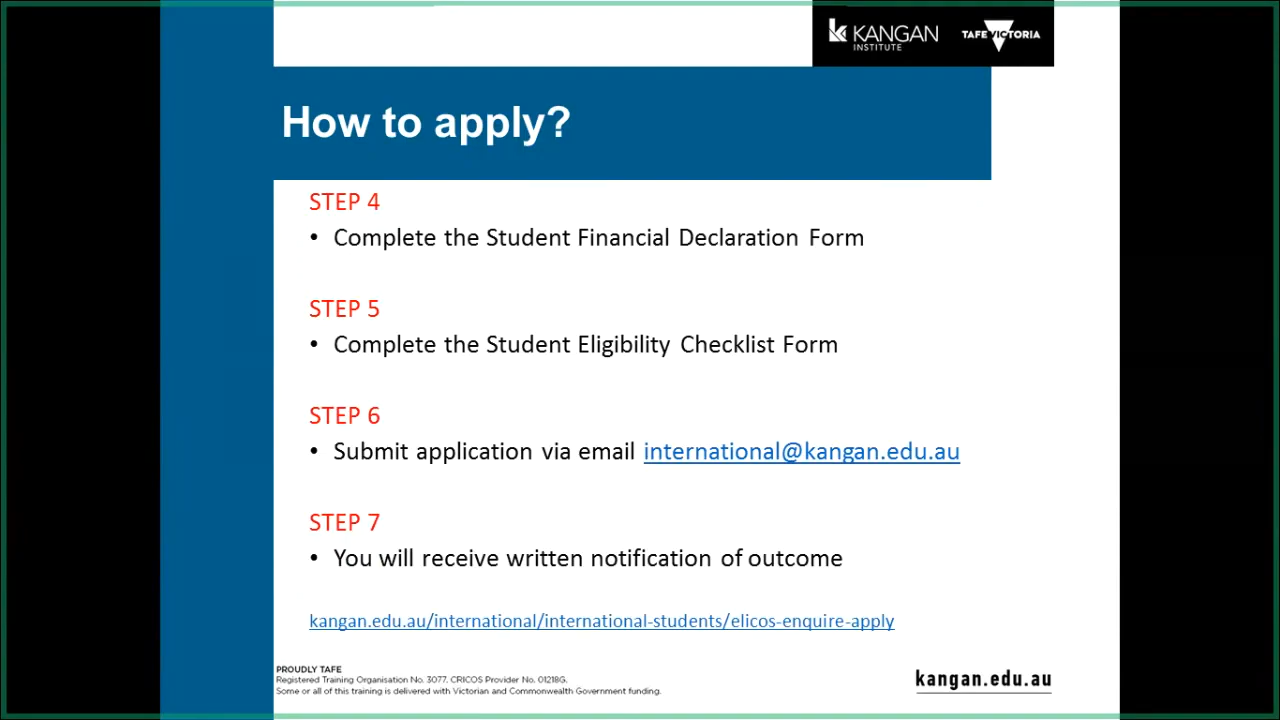 KANGAN
INSTITUTE
TAFE VICTORIA
How to apply?
STEP 4
• Complete the Student Financial Declaration Form
STEP 5
• Complete the Student Eligibility Checklist Form
STEP 6
• Submit application via email international@kangan.edu.au
STEP 7
• You will receive written notification of outcome
kangan.edu.au/international/international-students/elicos-enquire-apply
PROUDLY TAFE
Registered Training Organisation No. 3077. CRICOS Provider No. 01218G.
Some or all of this training is delivered with Victorian and Commonwealth Government funding.
kangan.edu.au